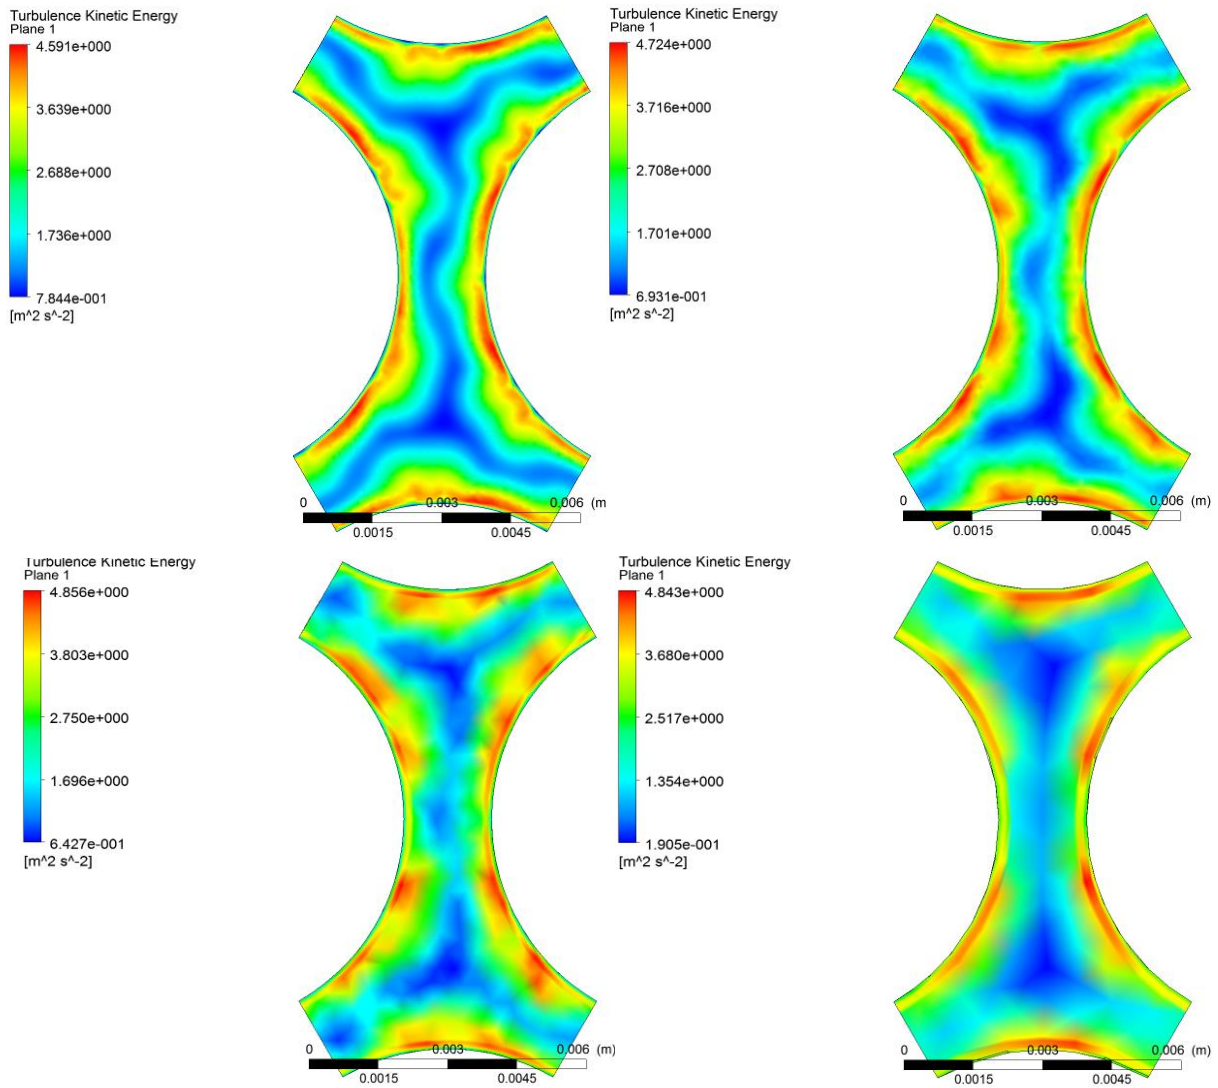 Turbulence Kinetic Energy
Plane 1
4.591e+000
3.639e+000
2.688e+000
1.736e+000
7.844e-001
[m^2 s^-2]
0 0.003 0.006 (m
0.0015 0.0045
Turbulence Kinetic Energy
Plane 1
4.724e+000
3.716e+000
2.708e+000
1.701e+000
6.931e-001
[m^2 s^-2]
0 0.003 0.006 (m)
0.0015 0.0045
Turbulence Kinetic Energy
Plane 1
4.856e+000
3.803e+000
2.750e+000
1.696e+000
6.427e-001
[m^2 s^-2]
0 0.003 0.006 (m)
0.0015 0.0045
Turbulence Kinetic Energy
Plane 1
4.843e+000
3.680e+000
2.517e+000
1.354e+000
1.905e-001
[m^2 s^-2]
0 0.003 0.006 (m)
0.0015 0.0045